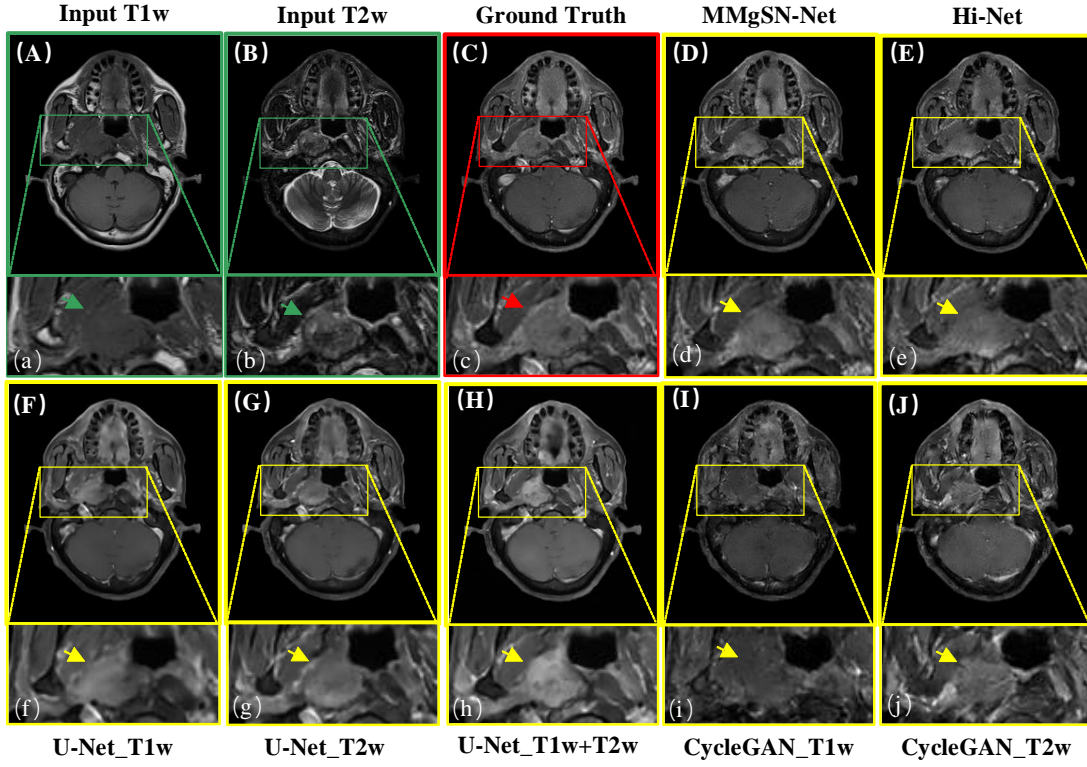 Input T1w Input T2w Ground Truth MMgSN-Net Hi-Net
(A) (B) (C) (D) (E)
(a) (b) (c) (d) (e)
(F) (G) (H) (I) (J)
(f) (g) (h) (i) (j)
U-Net_T1w U-Net_T2w U-Net_T1w+T2w CycleGAN_T1w CycleGAN_T2w